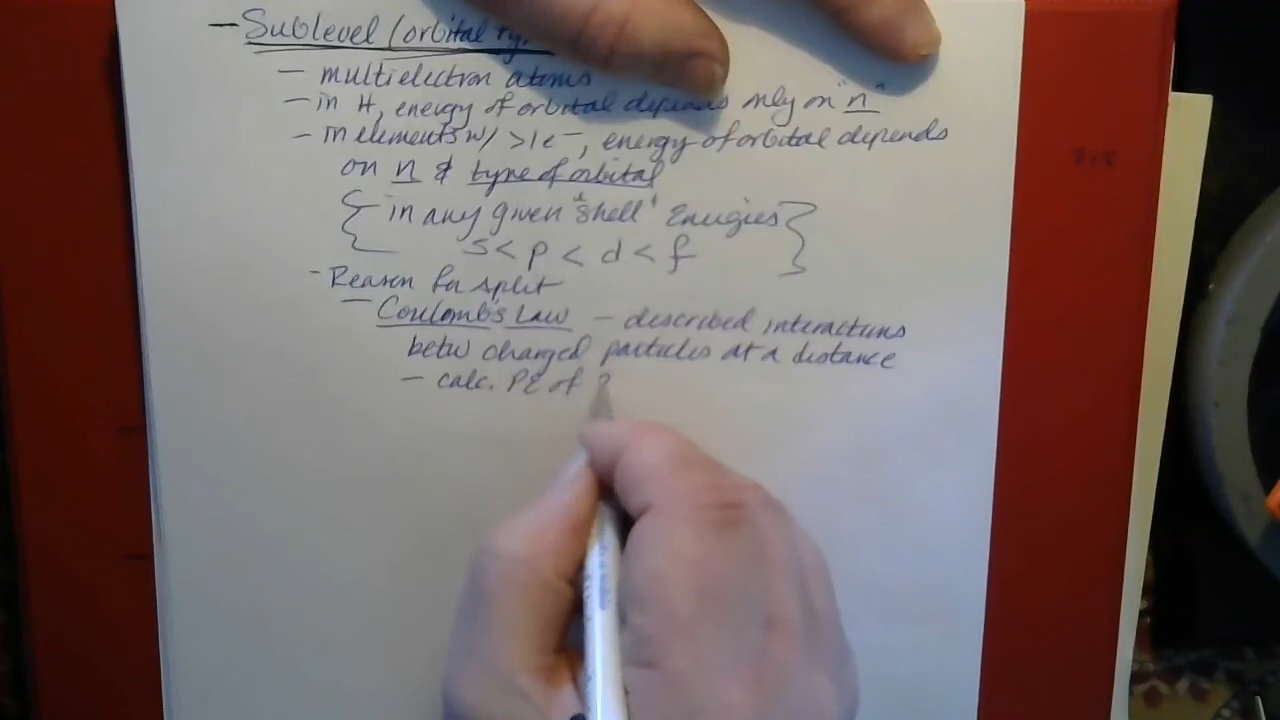 - Sublevel (orbital ty
- multielectron atoms
- in H, energy of orbital depends only on "n"
- in elements w/ >1e⁻, energy of orbital depends
on n & type of orbital
{ in any given "shell" Energies }
s < p < d < f
- Reason for split
- Coulomb's Law - described interactions
betw charged particles at a distance
- calc. PE of 2